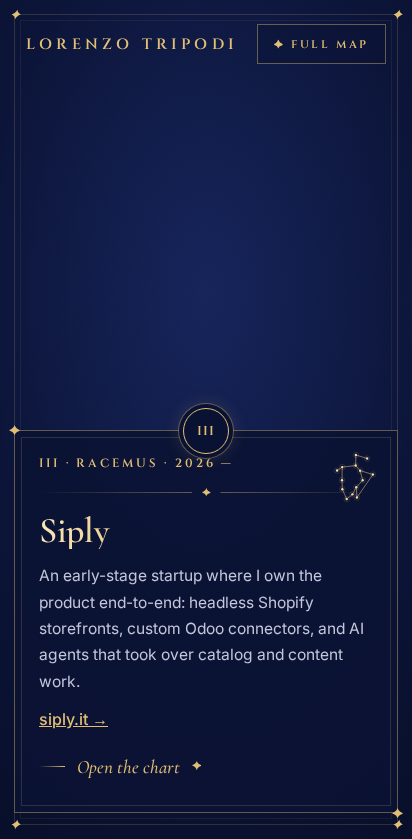 LORENZO TRIPODI
✦ FULL MAP
III
III · RACEMUS · 2026 —
Siply
An early-stage startup where I own the
product end-to-end: headless Shopify
storefronts, custom Odoo connectors, and AI
agents that took over catalog and content
work.
siply.it →
Open the chart ✦